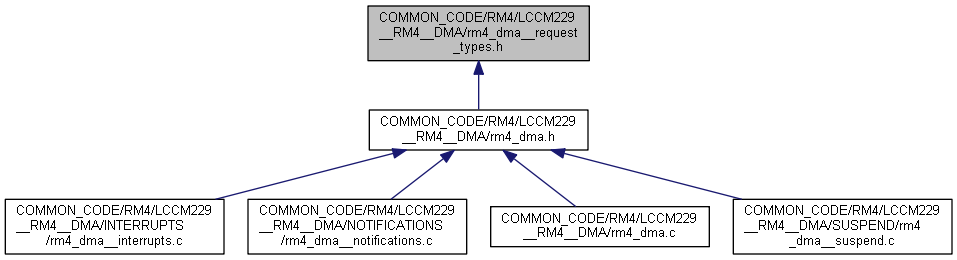 COMMON_CODE/RM4/LCCM229
__RM4__DMA/rm4_dma__request
_types.h
COMMON_CODE/RM4/LCCM229
__RM4__DMA/rm4_dma.h
COMMON_CODE/RM4/LCCM229
__RM4__DMA/INTERRUPTS
/rm4_dma__interrupts.c
COMMON_CODE/RM4/LCCM229
__RM4__DMA/NOTIFICATIONS
/rm4_dma__notifications.c
COMMON_CODE/RM4/LCCM229
__RM4__DMA/rm4_dma.c
COMMON_CODE/RM4/LCCM229
__RM4__DMA/SUSPEND/rm4
_dma__suspend.c